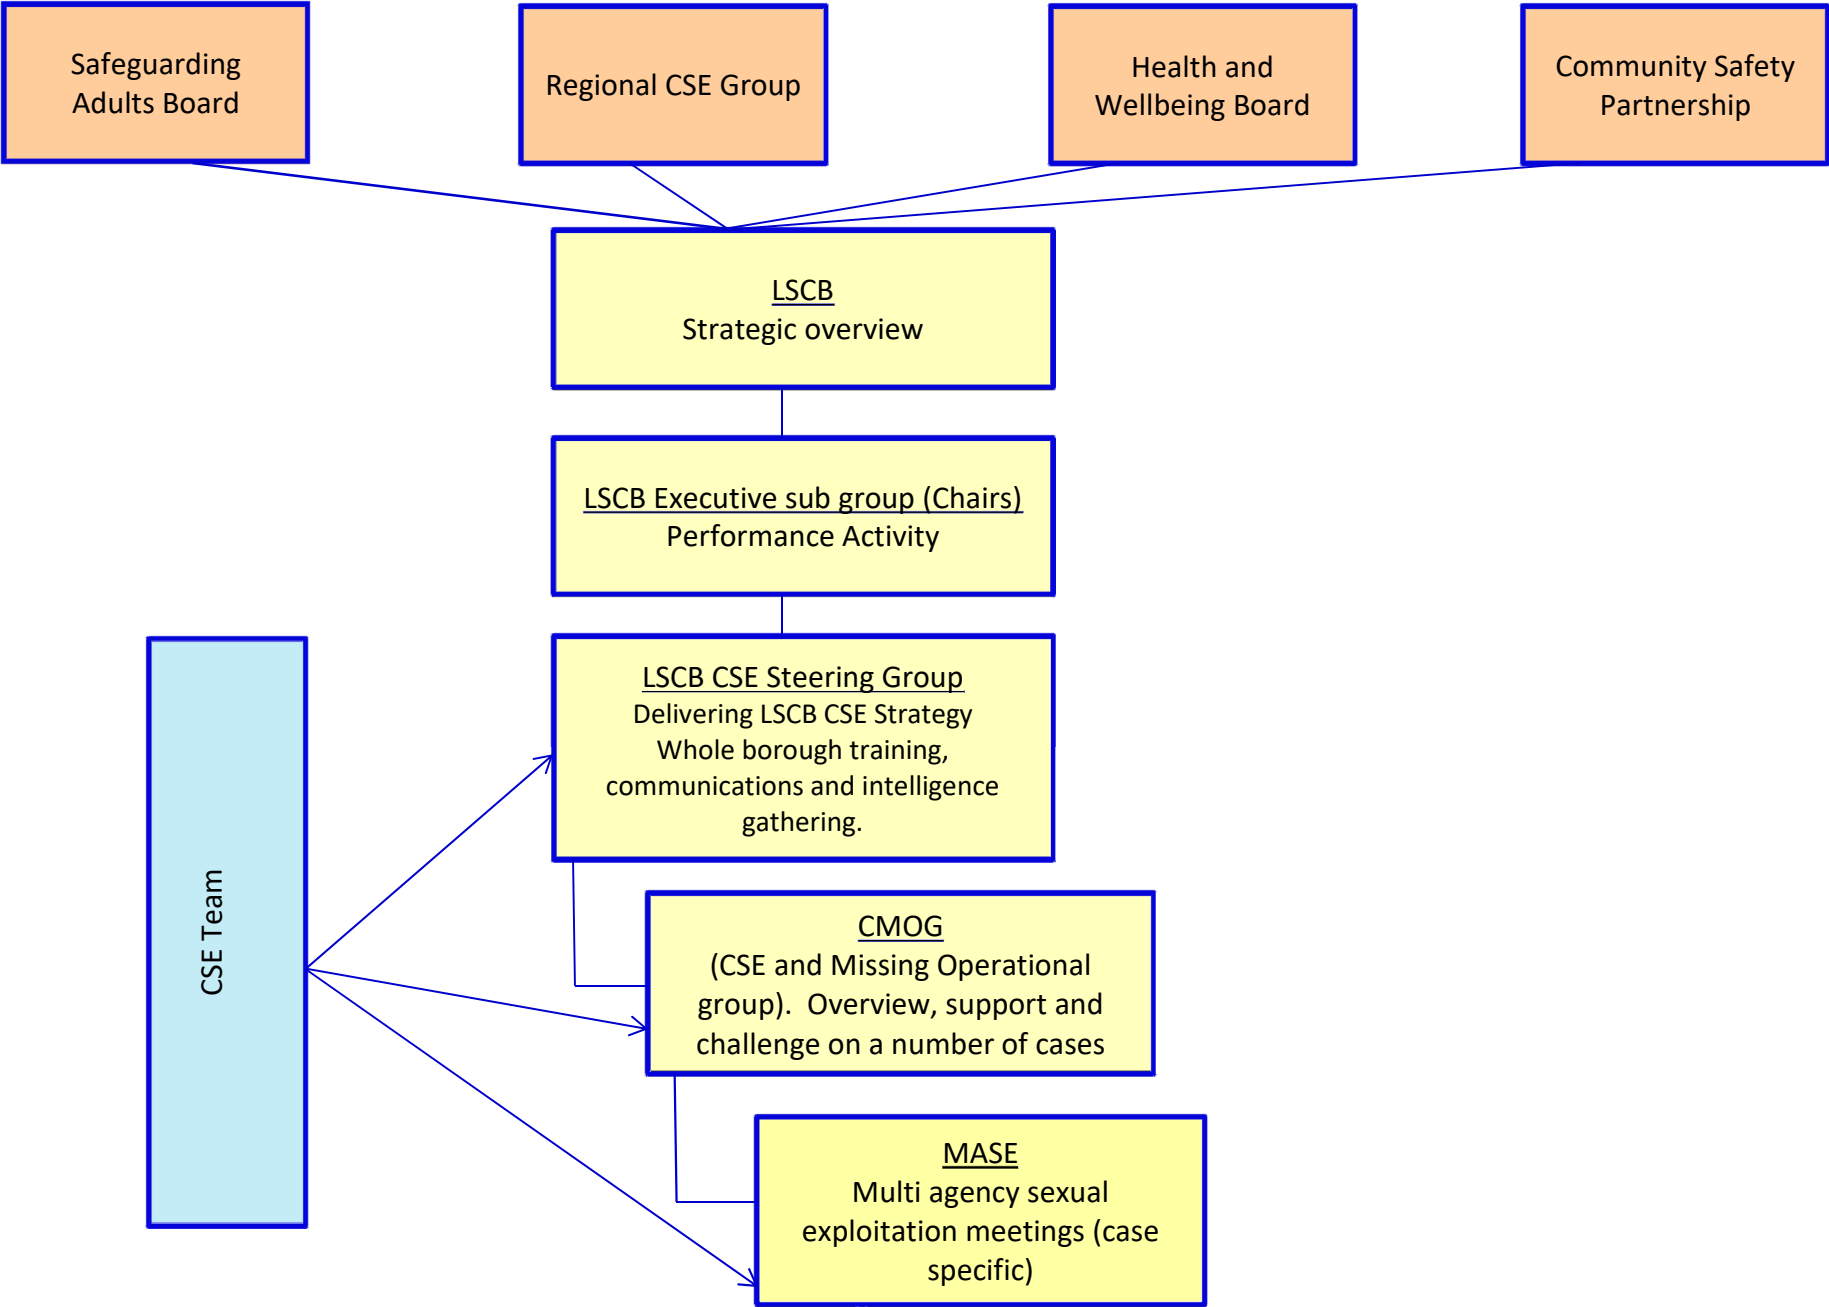 Safeguarding
Adults Board
Regional CSE Group
Health and
Wellbeing Board
Community Safety
Partnership
LSCB
Strategic overview
LSCB Executive sub group (Chairs)
Performance Activity
LSCB CSE Steering Group
Delivering LSCB CSE Strategy
Whole borough training,
communications and intelligence
gathering.
CSE Team
CMOG
(CSE and Missing Operational
group).  Overview, support and
challenge on a number of cases
MASE
Multi agency sexual
exploitation meetings (case
specific)